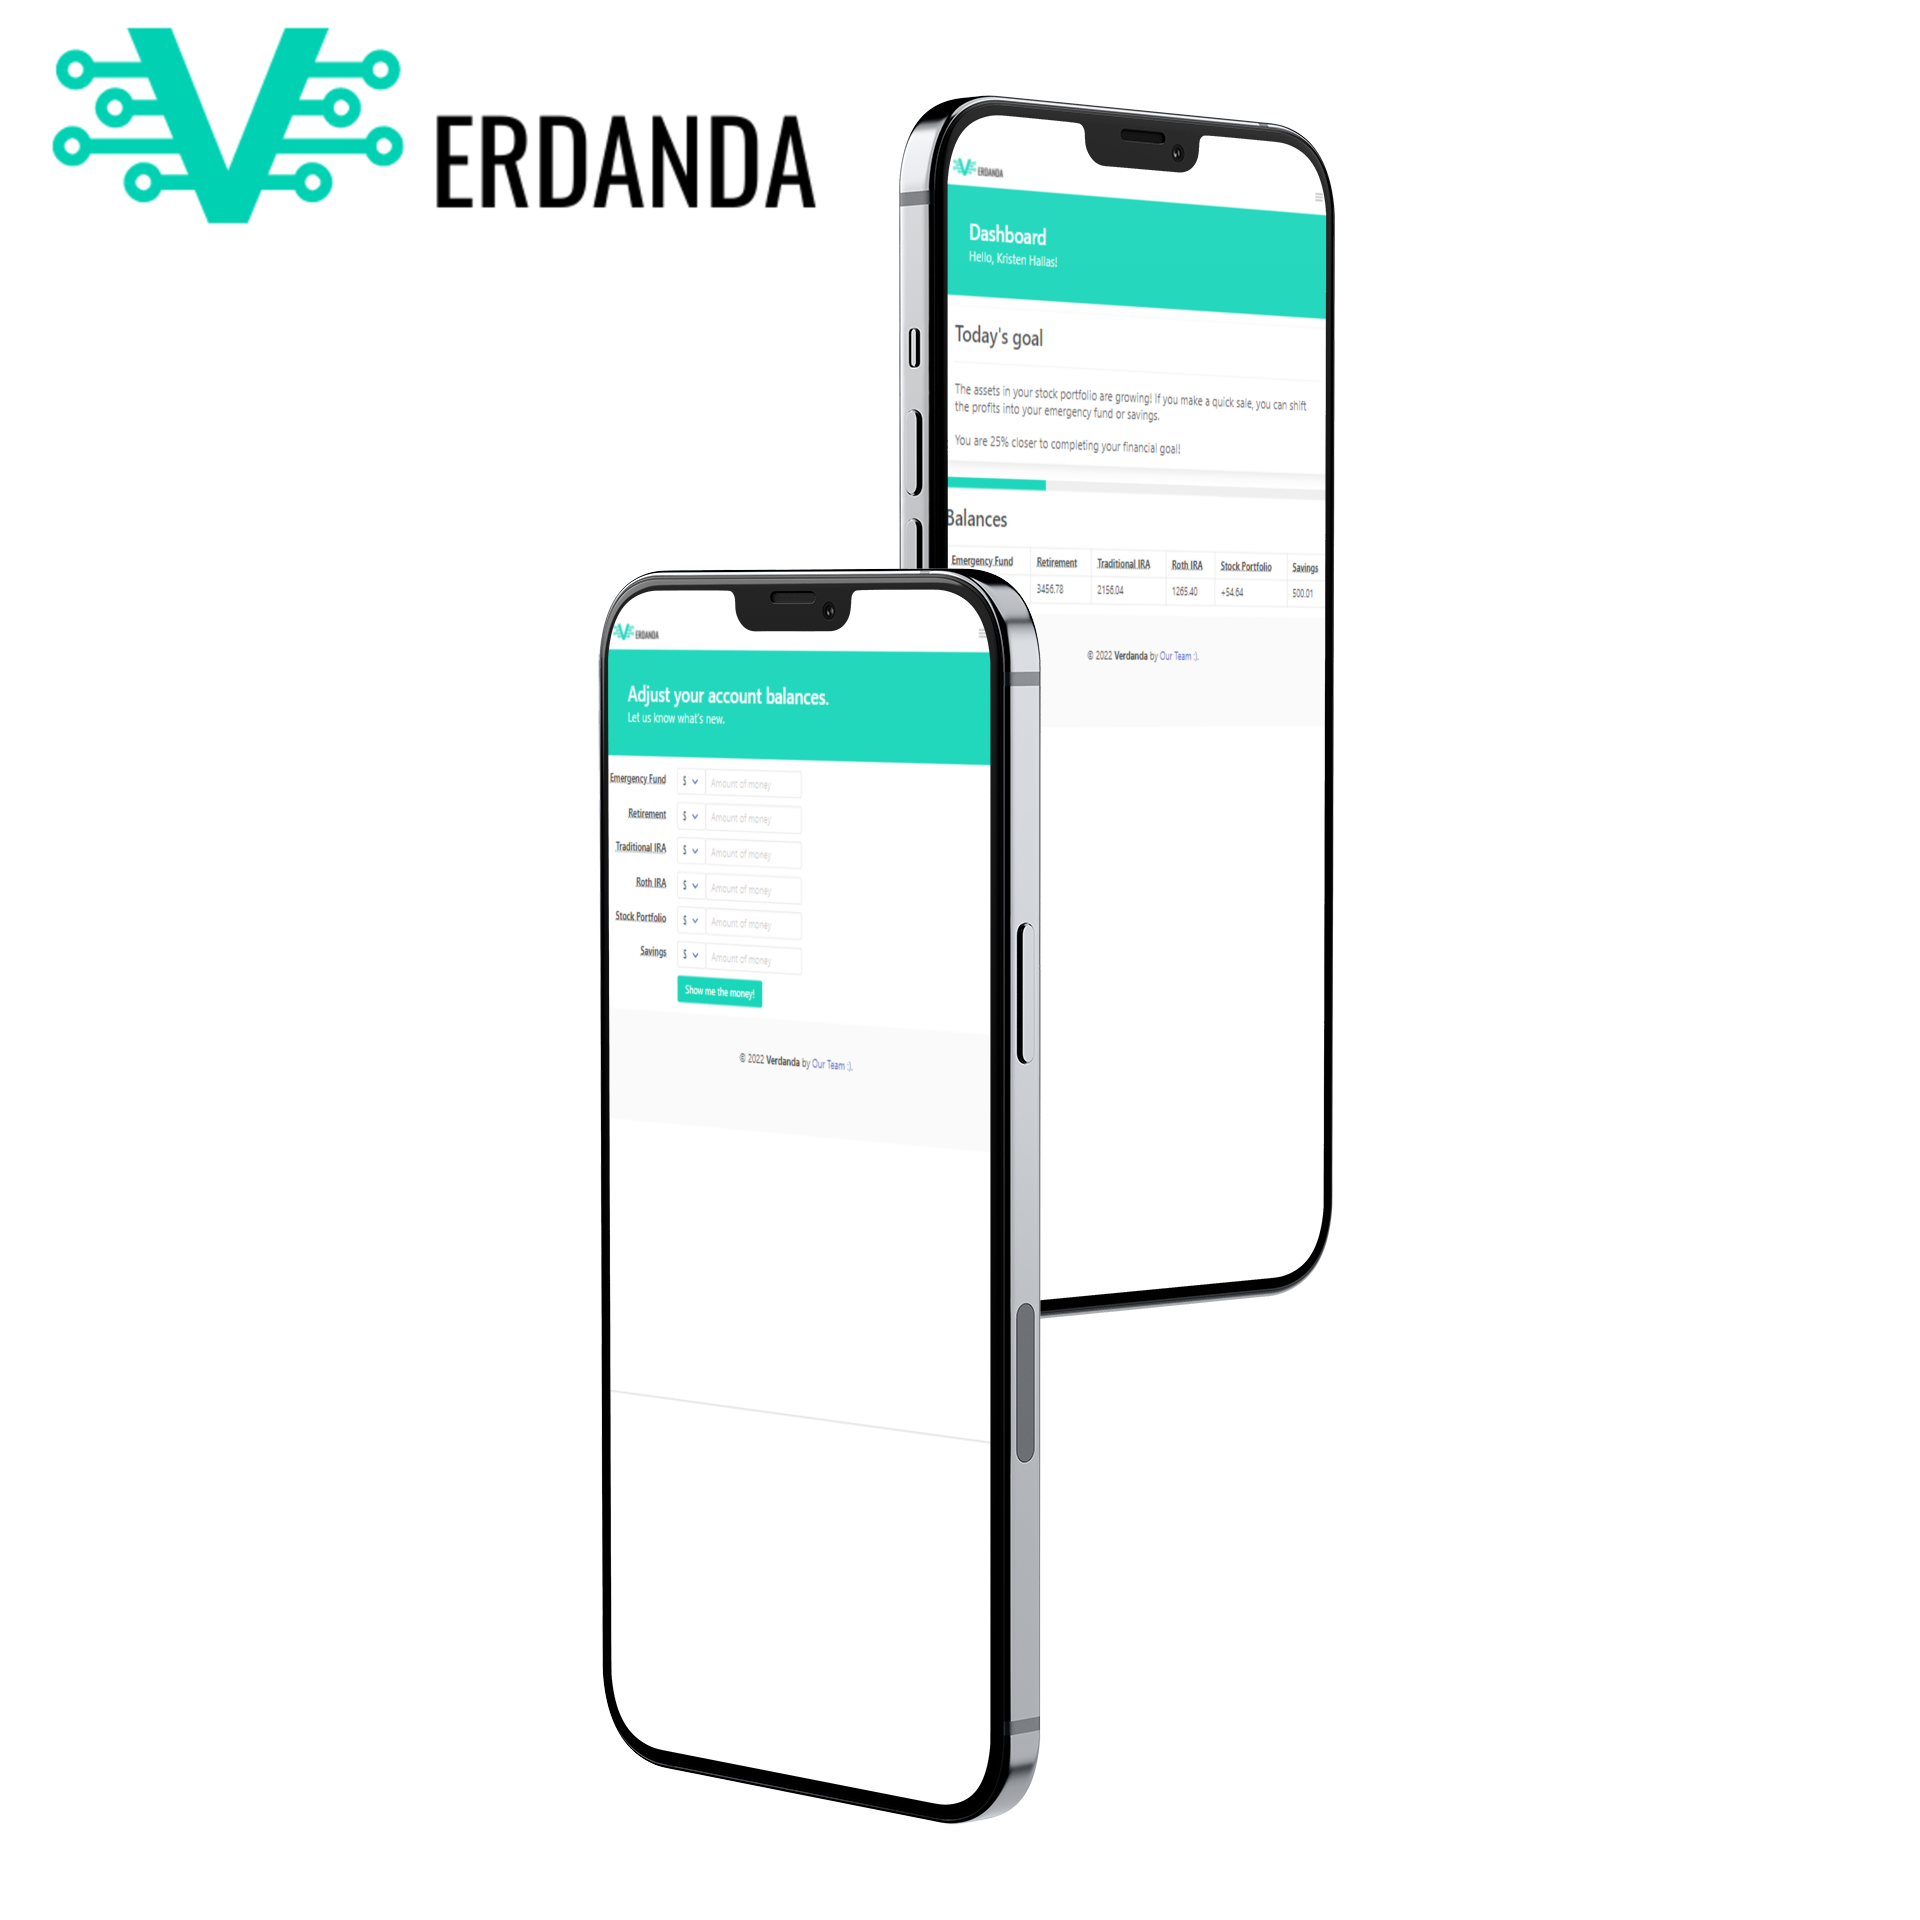 VERDANDA
VERDANDA
Dashboard
Hello, Kristen Hallas!
Today's goal
The assets in your stock portfolio are growing! If you make a quick sale, you can shift
the profits into your emergency fund or savings.
You are 25% closer to completing your financial goal!
Balances
Emergency Fund Retirement Traditional IRA Roth IRA Stock Portfolio Savings
3456.78 2156.04 1265.40 +54.64 500.01
© 2022 Verdanda by Our Team :).
VERDANDA
Adjust your account balances.
Let us know what's new.
Emergency Fund $ Amount of money
Retirement $ Amount of money
Traditional IRA $ Amount of money
Roth IRA $ Amount of money
Stock Portfolio $ Amount of money
Savings $ Amount of money
Show me the money!
© 2022 Verdanda by Our Team :).